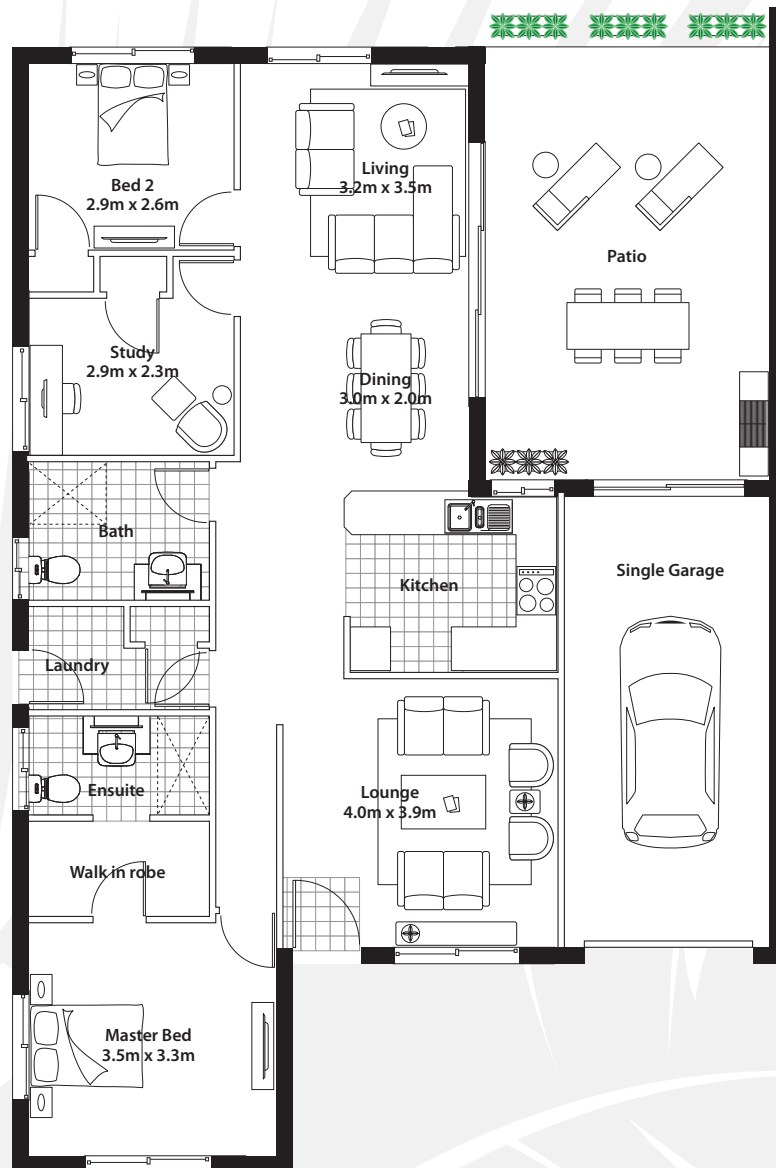 Living
3.2m x 3.5m
Bed 2
2.9m x 2.6m
Patio
Study
2.9m x 2.3m
Dining
3.0m x 2.0m
Bath
Kitchen
Single Garage
Laundry
Ensuite
Lounge
4.0m x 3.9m
Walk in robe
Master Bed
3.5m x 3.3m